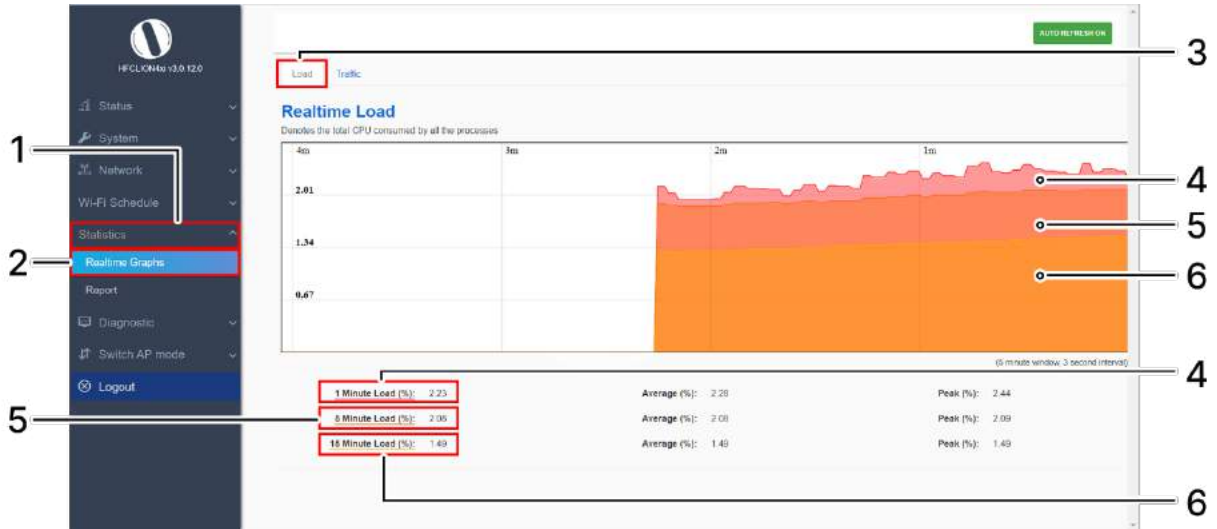 HFCLION4xi v3.0.12.0
AUTO REFRESH ON
3
Load
Traffic
Status
Realtime Load
Denotes the total CPU consumed by all the processes
System
1
4m
3m
2m
1m
Network
4
2.01
Wi-Fi Schedule
5
Statistics
1.34
2
Realtime Graphs
6
Report
0.67
Diagnostic
Switch AP mode
(5 minute window, 3 second interval)
4
Logout
1 Minute Load (%): 2.23 Average (%): 2.28 Peak (%): 2.44
5
5 Minute Load (%): 2.08 Average (%): 2.08 Peak (%): 2.09
15 Minute Load (%): 1.49 Average (%): 1.49 Peak (%): 1.49
6